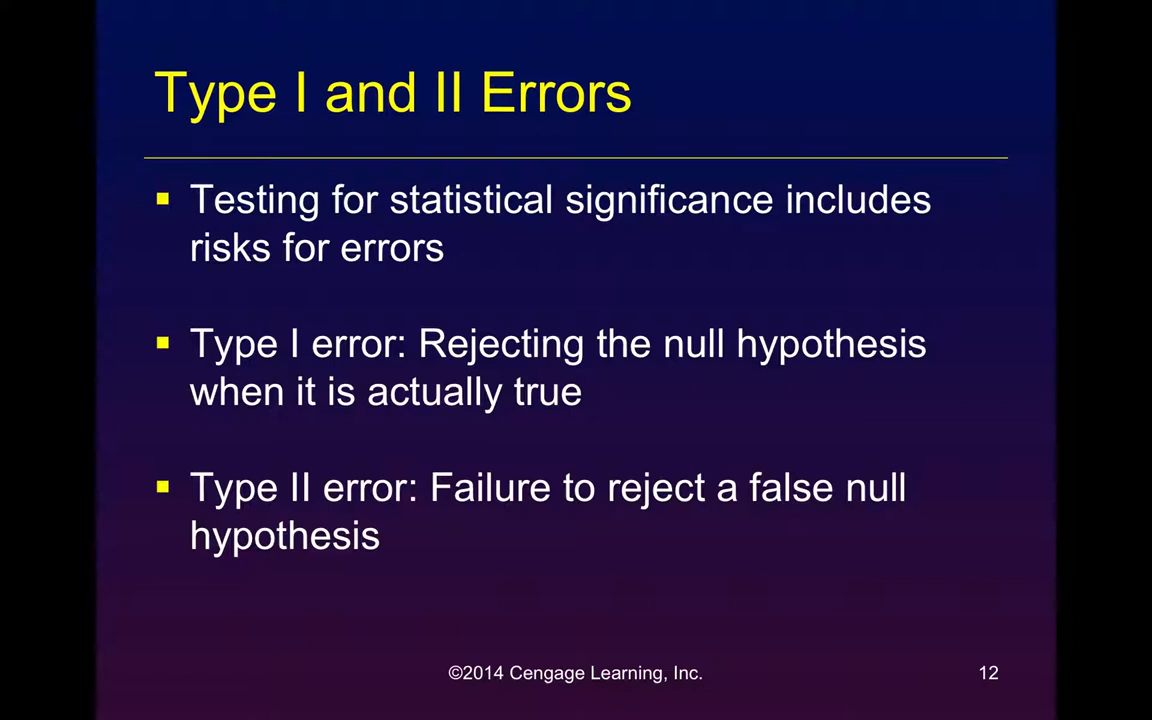 Type I and II Errors
▪ Testing for statistical significance includes
risks for errors
▪ Type I error: Rejecting the null hypothesis
when it is actually true
▪ Type II error: Failure to reject a false null
hypothesis
©2014 Cengage Learning, Inc.
12